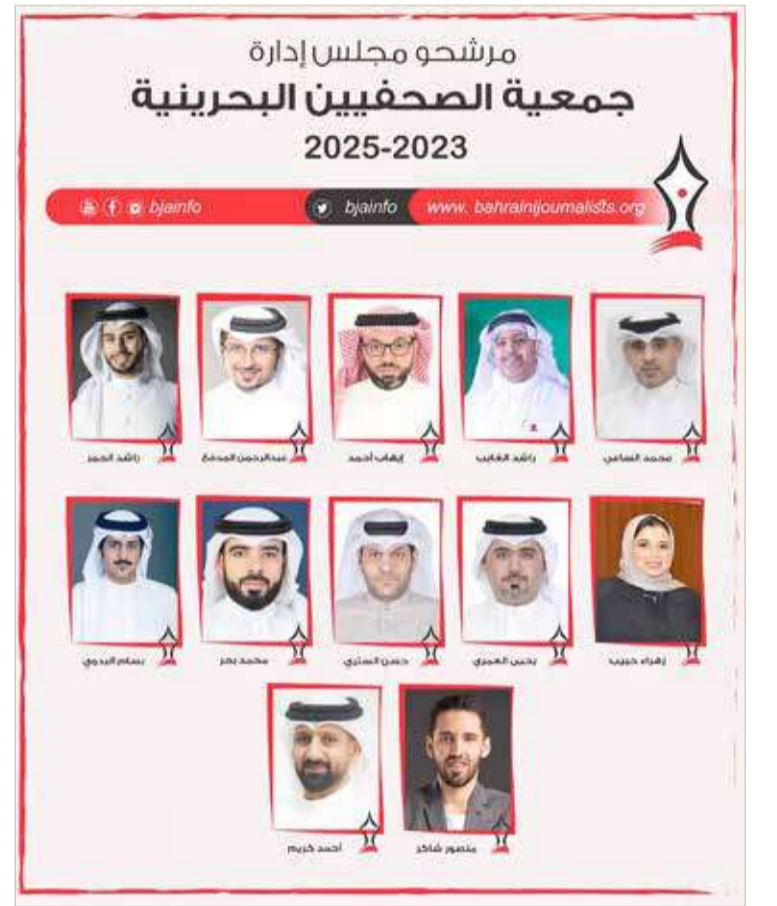 مرشحو مجلس إدارة
جمعية الصحفيين البحرينية
2025-2023
bjainfo
bjainfo
www. bahrainijournalists.org
محمد الساعي
راشد الغايب
إيهاب أحمد
عبدالرحمن المدفع
راشد الحمر
زهراء حبيب
يحيى العمري
حسن الستري
محمد بحر
بسام البدوي
منصور شاكر
أحمد كريم